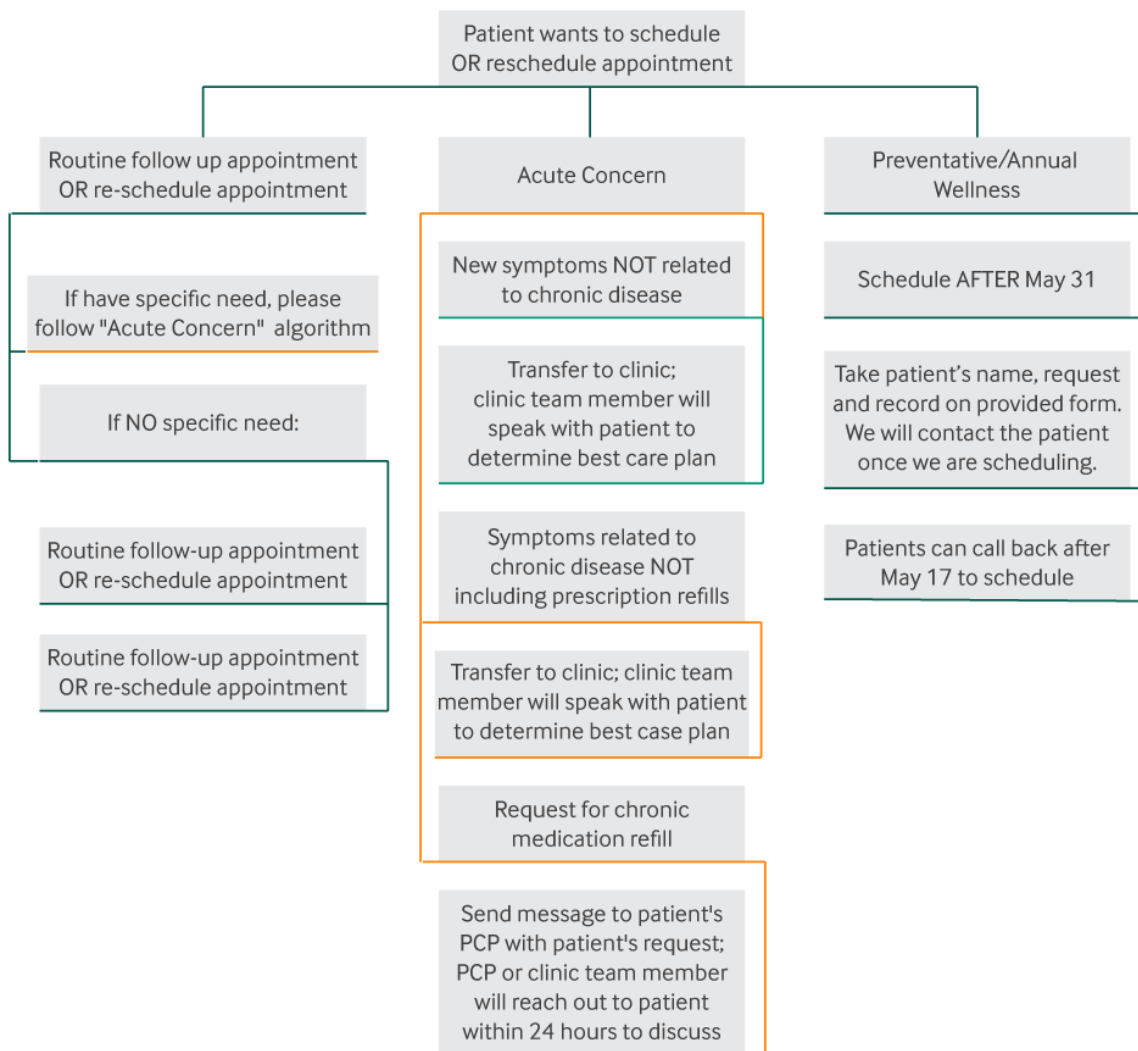 Patient wants to schedule
OR reschedule appointment
Routine follow up appointment
OR re-schedule appointment
If have specific need, please
follow "Acute Concern" algorithm
If NO specific need:
Routine follow-up appointment
OR re-schedule appointment
Routine follow-up appointment
OR re-schedule appointment
Acute Concern
New symptoms NOT related
to chronic disease
Transfer to clinic;
clinic team member will
speak with patient to
determine best care plan
Symptoms related to
chronic disease NOT
including prescription refills
Transfer to clinic; clinic team
member will speak with patient
to determine best case plan
Request for chronic
medication refill
Send message to patient's
PCP with patient's request;
PCP or clinic team member
will reach out to patient
within 24 hours to discuss
Preventative/Annual
Wellness
Schedule AFTER May 31
Take patient’s name, request
and record on provided form.
We will contact the patient
once we are scheduling.
Patients can call back after
May 17 to schedule